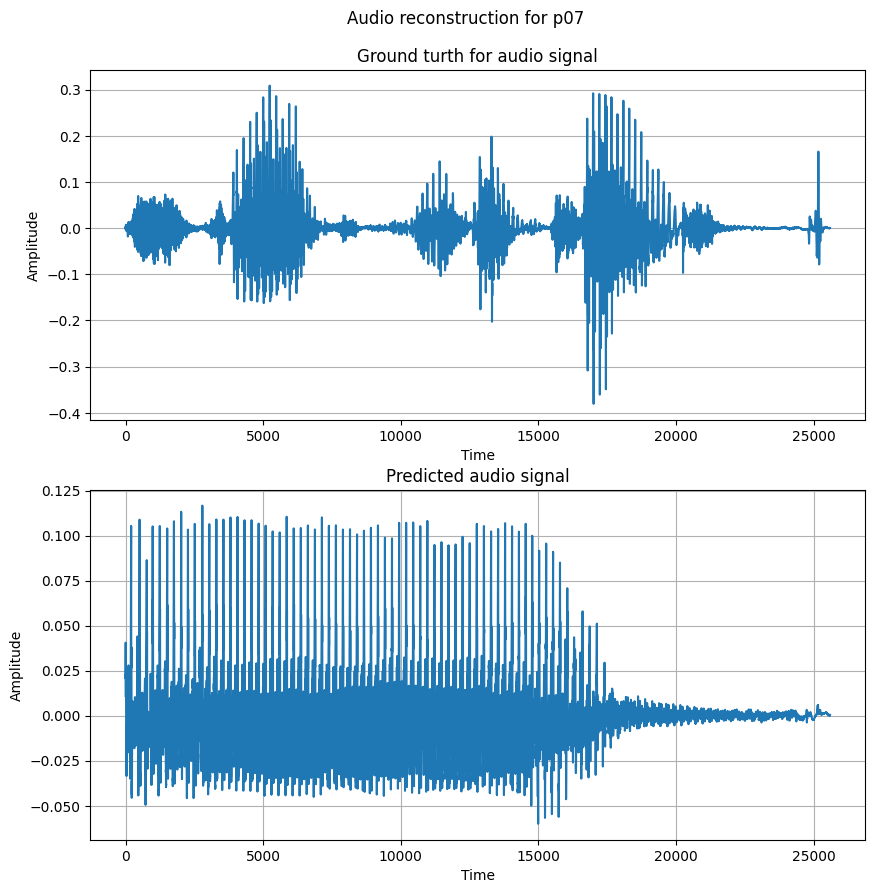 Audio reconstruction for p07
Ground turth for audio signal
0.3
0.2
0.1
0.0
−0.1
−0.2
−0.3
−0.4
Amplitude
0 5000 10000 15000 20000 25000
Time
Predicted audio signal
0.125
0.100
0.075
0.050
0.025
0.000
−0.025
−0.050
Amplitude
0 5000 10000 15000 20000 25000
Time